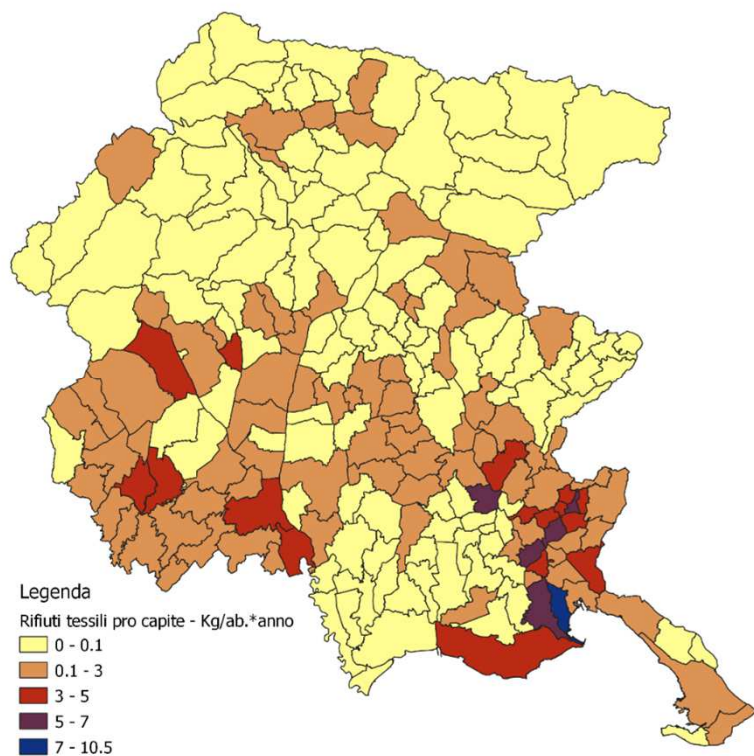 Legenda
Rifiuti tessili pro capite - Kg/ab.*anno
0 - 0.1
0.1 - 3
3 - 5
5 - 7
7 - 10.5